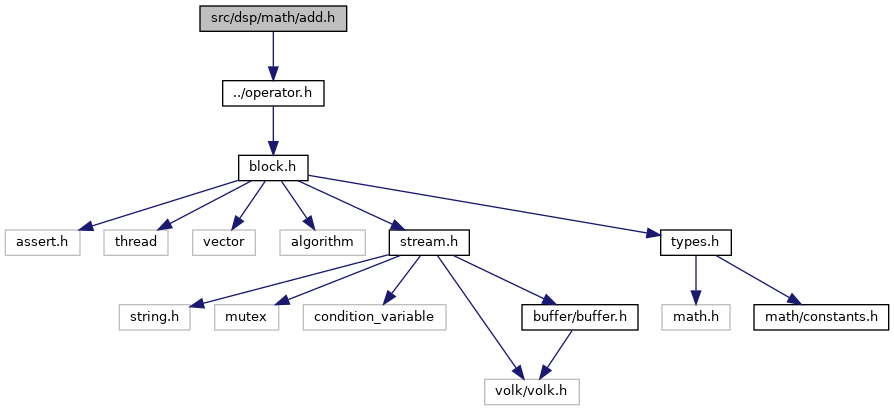 src/dsp/math/add.h
../operator.h
block.h
assert.h
thread
vector
algorithm
stream.h
types.h
string.h
mutex
condition_variable
buffer/buffer.h
math.h
math/constants.h
volk/volk.h